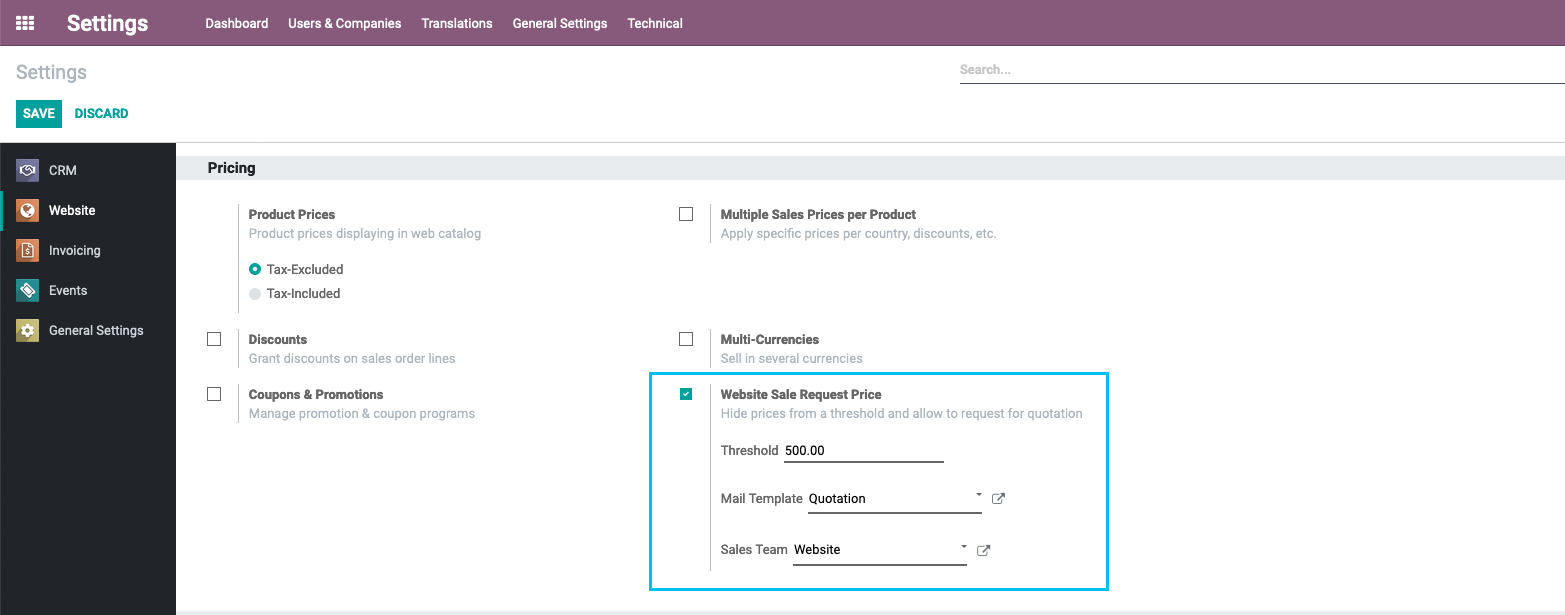 Settings Dashboard Users & Companies Translations General Settings Technical
Settings
Search...
SAVE DISCARD
CRM
Website
Invoicing
Events
General Settings
Pricing
Product Prices
Product prices displaying in web catalog
Tax-Excluded
Tax-Included
Multiple Sales Prices per Product
Apply specific prices per country, discounts, etc.
Discounts
Grant discounts on sales order lines
Multi-Currencies
Sell in several currencies
Coupons & Promotions
Manage promotion & coupon programs
Website Sale Request Price
Hide prices from a threshold and allow to request for quotation
Threshold 500.00
Mail Template Quotation
Sales Team Website